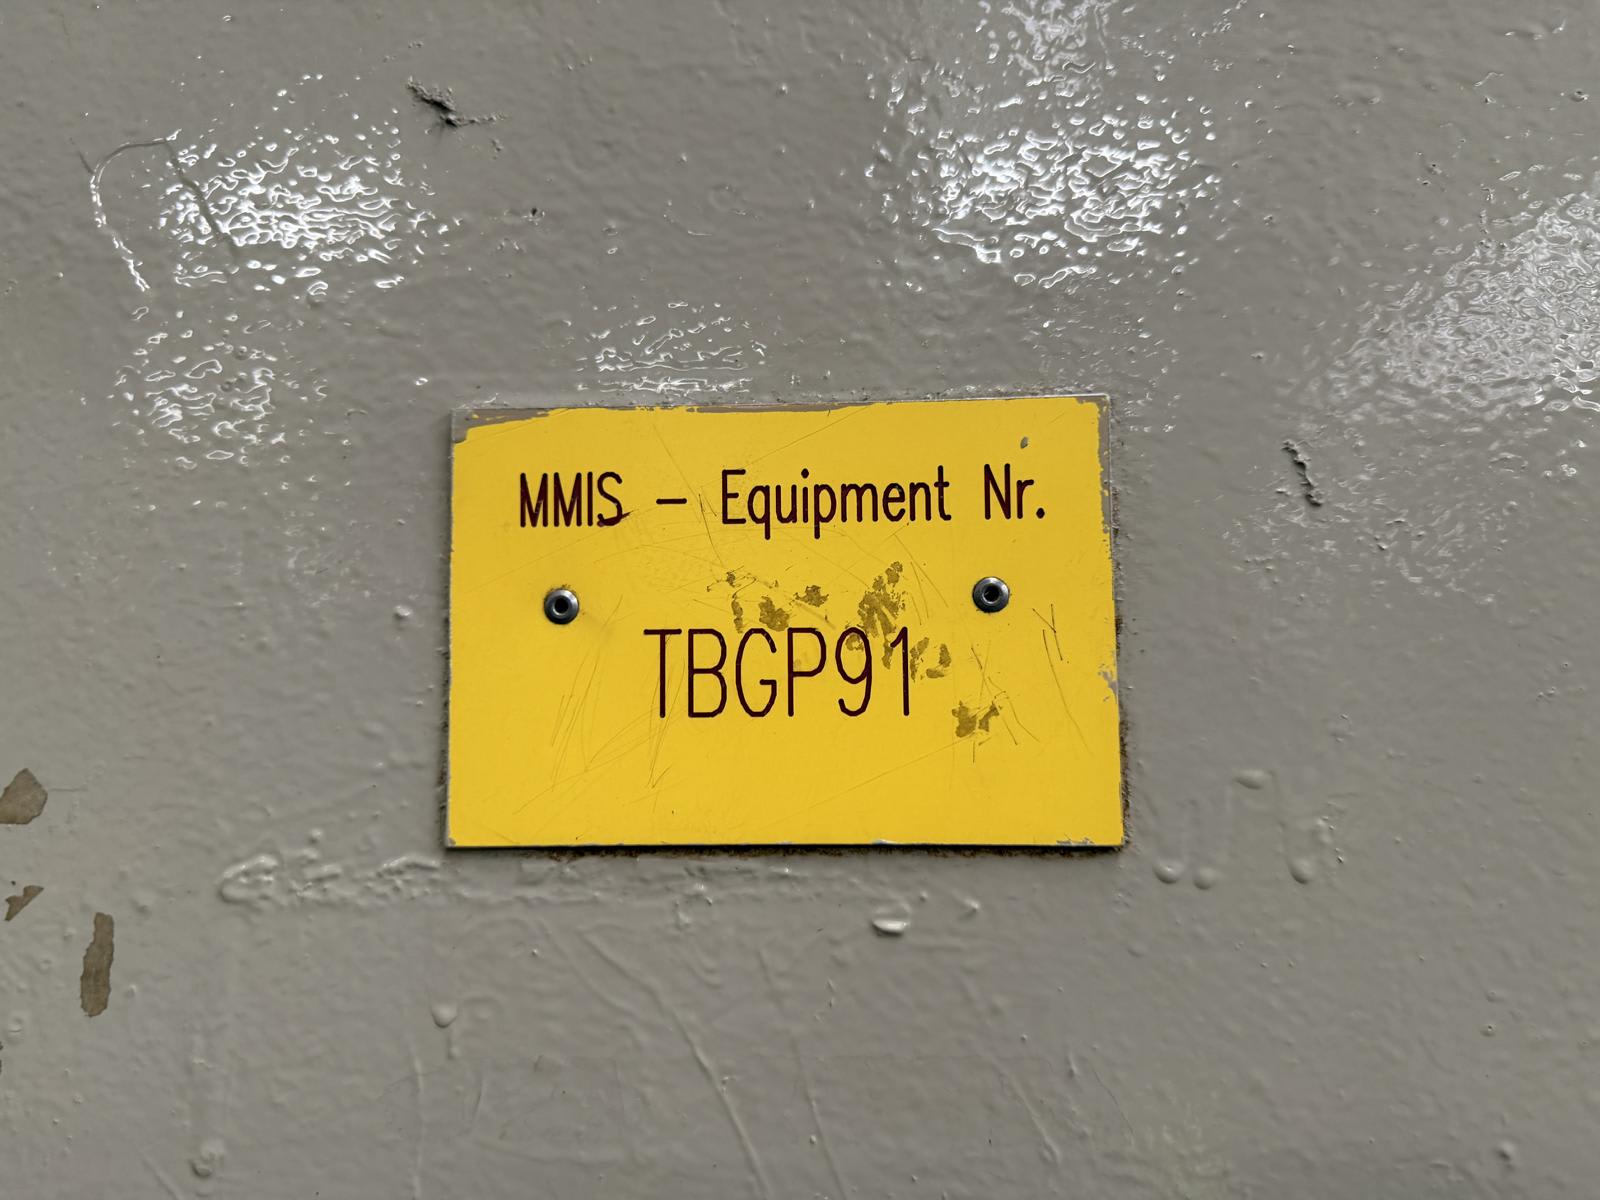 MMIS - Equipment Nr.
TBGP91